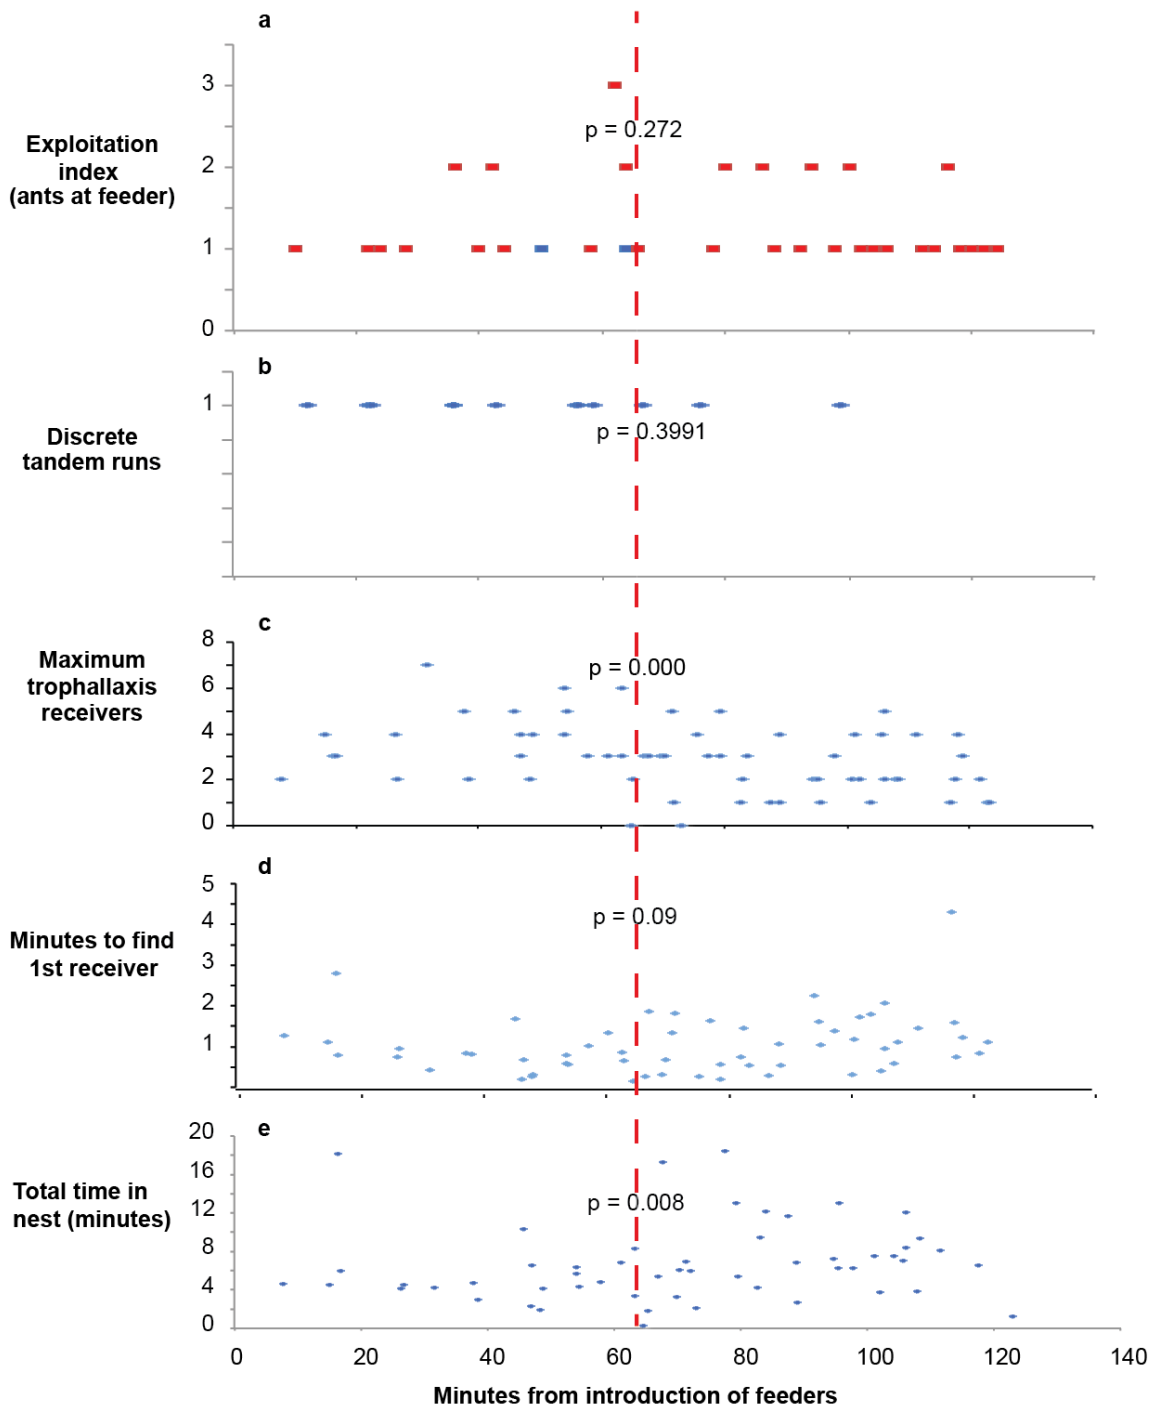 a
3
p = 0.272
Exploitation
index
(ants at feeder)
2
1
0
b
1
p = 0.3991
Discrete
tandem runs
c
8
Maximum
trophallaxis
receivers
p = 0.000
6
4
2
0
d
5
4
p = 0.09
Minutes to find
1st receiver
3
2
1
e
20
16
Total time in
nest (minutes)
p = 0.008
12
8
4
0
0 20 40 60 80 100 120 140
Minutes from introduction of feeders